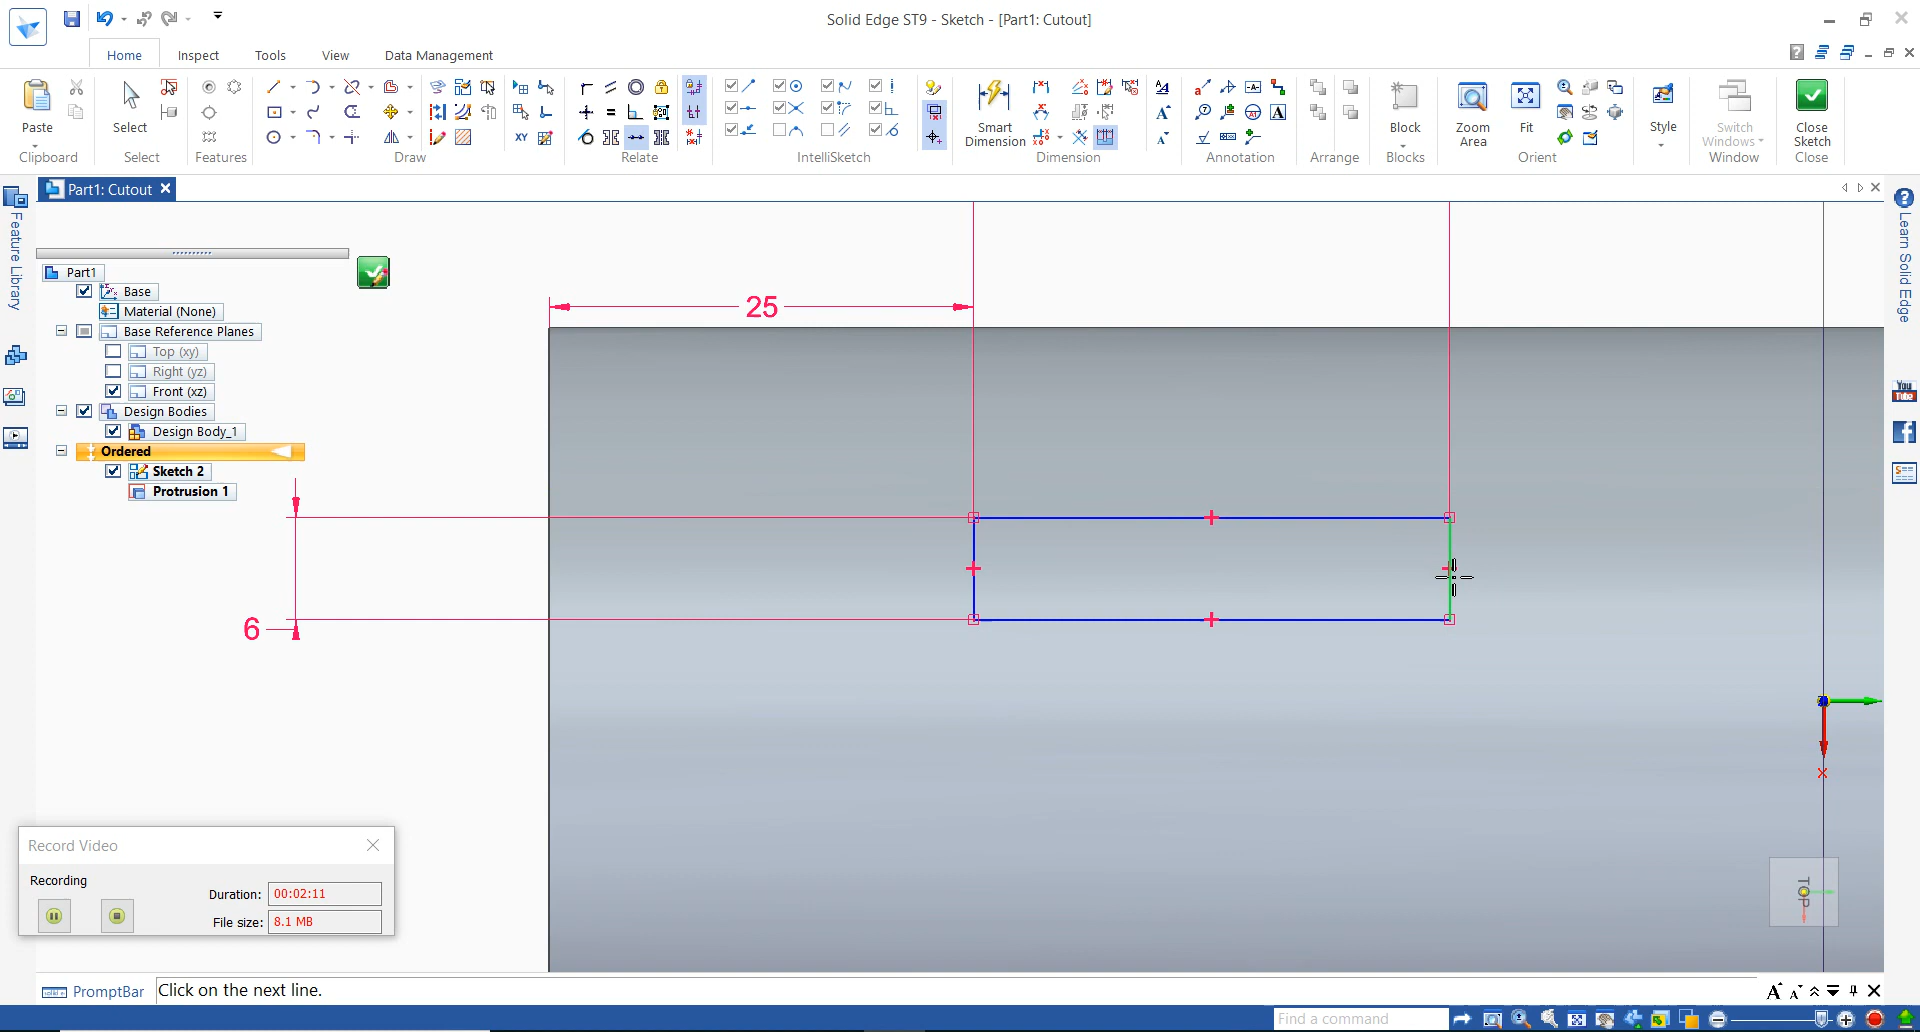 Solid Edge ST9 - Sketch - [Part1: Cutout]
Home
Inspect
Tools
View
Data Management
Paste
Clipboard
Select
Select
Features
Draw
Relate
IntelliSketch
Smart
Dimension
Dimension
Annotation
Arrange
Block
Blocks
Zoom
Area
Fit
Orient
Style
Switch
Windows
Window
Close
Sketch
Close
XY
A
Part1: Cutout
Feature Library
Learn Solid Edge
You
Tube
Part1
Base
Material (None)
Base Reference Planes
Top (xy)
Right (yz)
Front (xz)
Design Bodies
Design Body_1
Ordered
Sketch 2
Protrusion 1
25
6
X
TOP
Record Video
Recording
Duration: 00:02:11
File size: 8.1 MB
PromptBar
Click on the next line.
Find a command